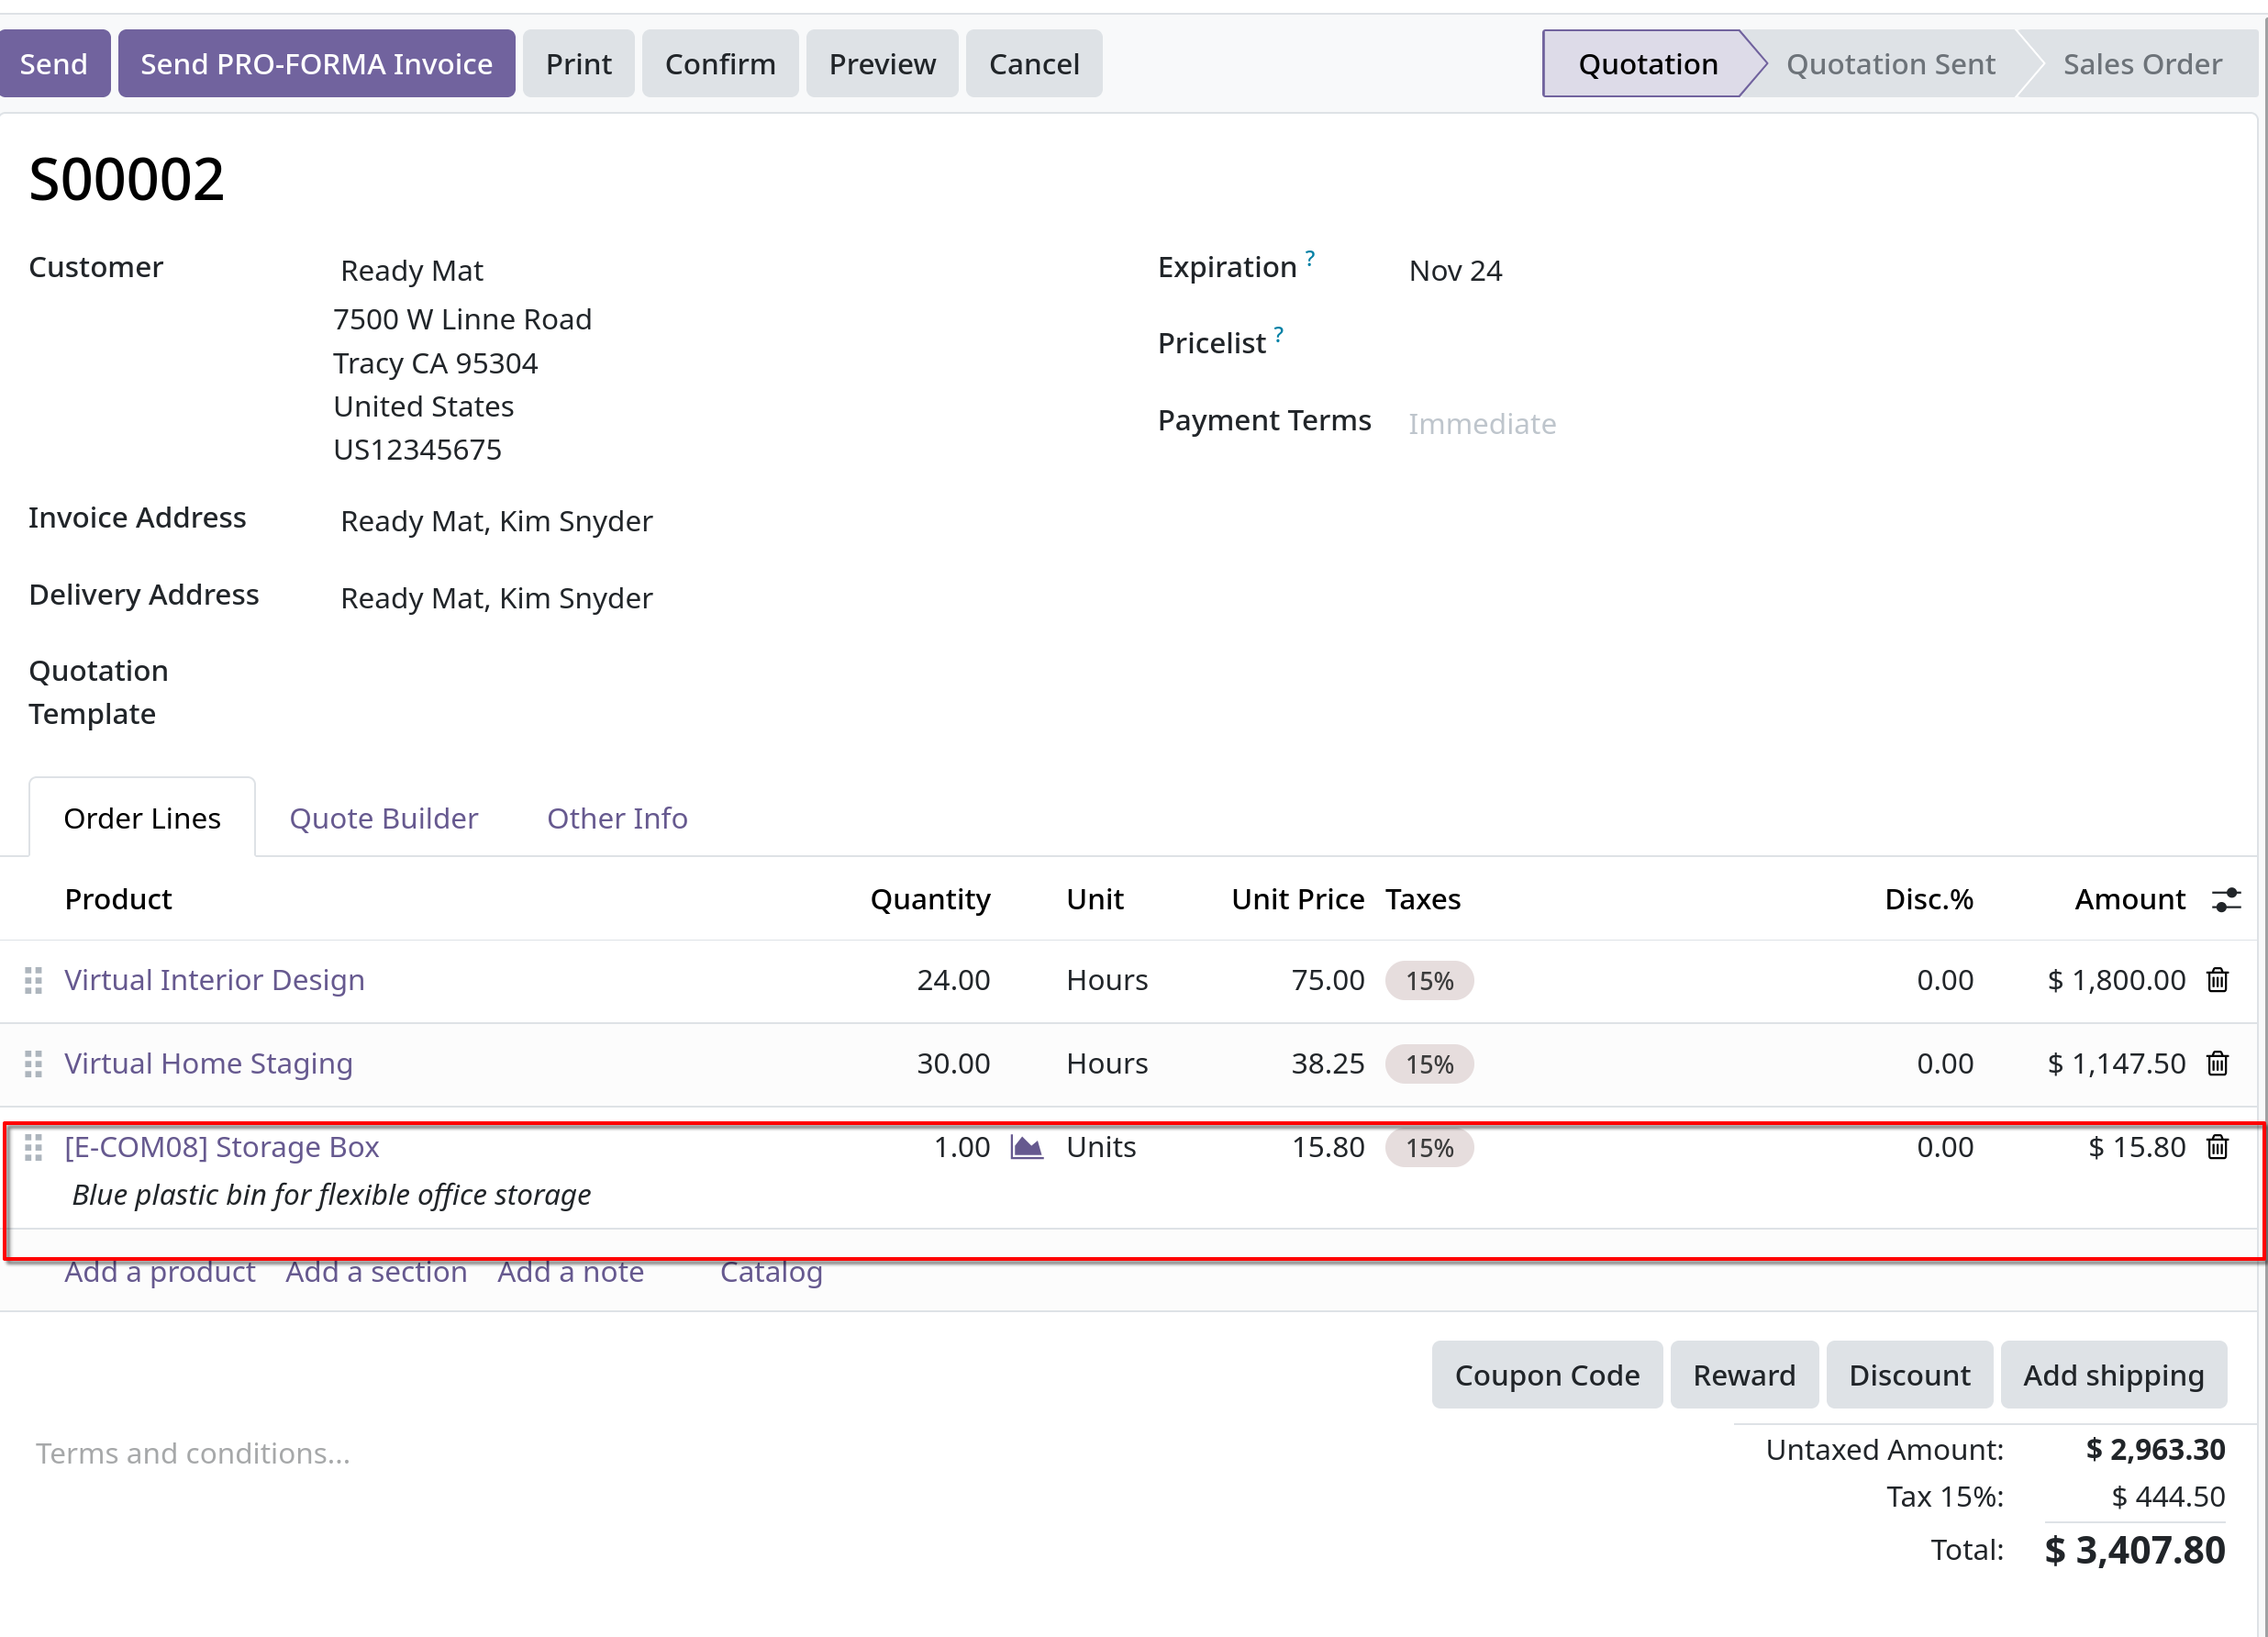 Send Send PRO-FORMA Invoice Print Confirm Preview Cancel Quotation Quotation Sent Sales Order
S00002
Customer Ready Mat
7500 W Linne Road
Tracy CA 95304
United States
US12345675
Expiration ? Nov 24
Pricelist ?
Payment Terms Immediate
Invoice Address Ready Mat, Kim Snyder
Delivery Address Ready Mat, Kim Snyder
Quotation
Template
Order Lines Quote Builder Other Info
Product Quantity Unit Unit Price Taxes Disc.% Amount
Virtual Interior Design 24.00 Hours 75.00 15% 0.00 $ 1,800.00
Virtual Home Staging 30.00 Hours 38.25 15% 0.00 $ 1,147.50
[E-COM08] Storage Box 1.00 Units 15.80 15% 0.00 $ 15.80
Blue plastic bin for flexible office storage
Add a product Add a section Add a note Catalog
Coupon Code Reward Discount Add shipping
Terms and conditions...
Untaxed Amount: $ 2,963.30
Tax 15%: $ 444.50
Total: $ 3,407.80